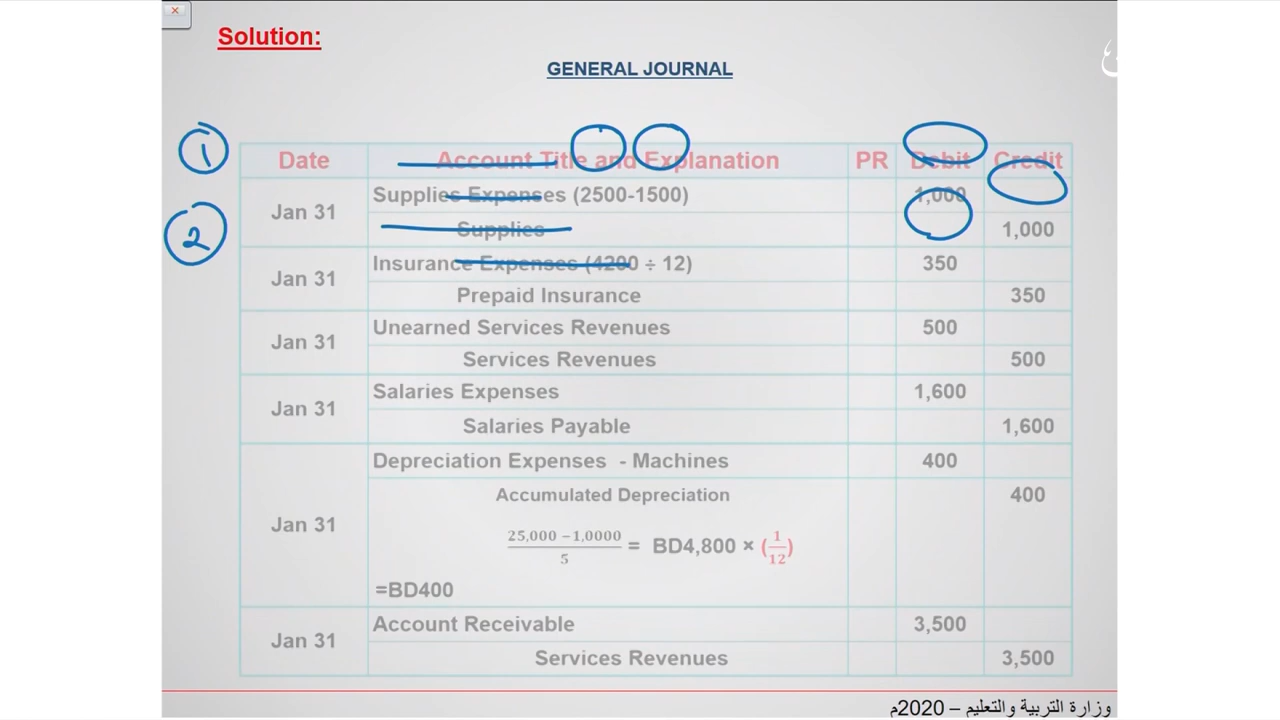 Solution:
GENERAL JOURNAL
1
Date Account Title and Explanation PR Debit Credit
Jan 31 Supplies Expenses (2500-1500) 1,000
2
Supplies 1,000
Jan 31 Insurance Expenses (4200 ÷ 12) 350
Prepaid Insurance 350
Jan 31 Unearned Services Revenues 500
Services Revenues 500
Jan 31 Salaries Expenses 1,600
Salaries Payable 1,600
Jan 31 Depreciation Expenses - Machines 400
Accumulated Depreciation 400
25,000 −1,0000 / 5 = BD4,800 × (1/12)
=BD400
Jan 31 Account Receivable 3,500
Services Revenues 3,500
وزارة التربية والتعليم – 2020م